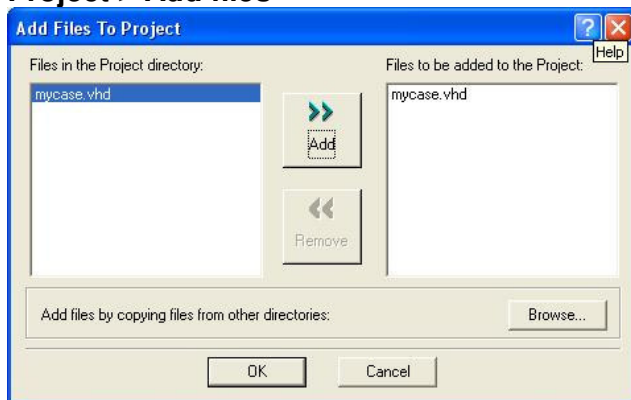 Project > Add files
Add Files To Project
?
Help
Files in the Project directory:
Files to be added to the Project:
mycase.vhd
mycase.vhd
Add
Remove
Add files by copying files from other directories:
Browse...
OK
Cancel